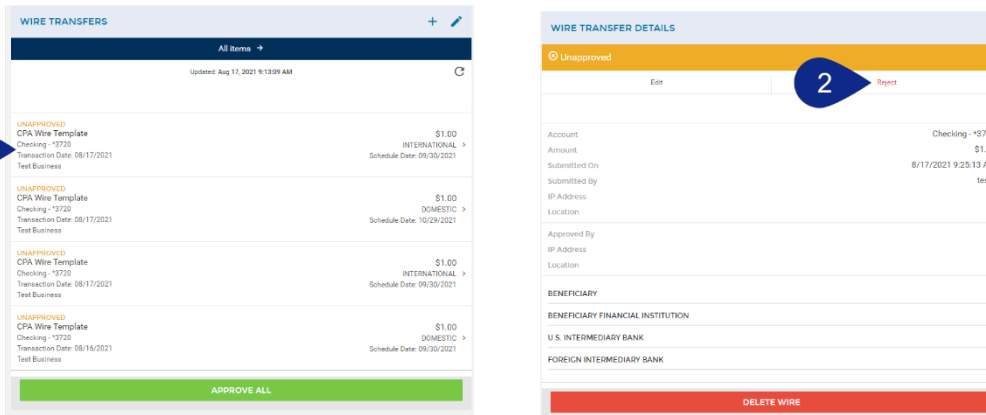 WIRE TRANSFERS
All items →
Updated: Aug 17, 2021 9:13:09 AM
UNAPPROVED
CPA Wire Template $1.00
Checking - *3720 INTERNATIONAL >
Transaction Date: 08/17/2021 Schedule Date: 09/30/2021
Test Business
UNAPPROVED
CPA Wire Template $1.00
Checking - *3720 DOMESTIC >
Transaction Date: 08/17/2021 Schedule Date: 10/29/2021
Test Business
UNAPPROVED
CPA Wire Template $1.00
Checking - *3720 INTERNATIONAL >
Transaction Date: 08/17/2021 Schedule Date: 09/30/2021
Test Business
UNAPPROVED
CPA Wire Template $1.00
Checking - *3720 DOMESTIC >
Transaction Date: 08/16/2021 Schedule Date: 09/30/2021
Test Business
APPROVE ALL
WIRE TRANSFER DETAILS
Unapproved
Edit 2 Reject
Account Checking - *37
Amount $1.
Submitted On 8/17/2021 9:25:13 A
Submitted By te
IP Address
Location
Approved By
IP Address
Location
BENEFICIARY
BENEFICIARY FINANCIAL INSTITUTION
U.S. INTERMEDIARY BANK
FOREIGN INTERMEDIARY BANK
DELETE WIRE